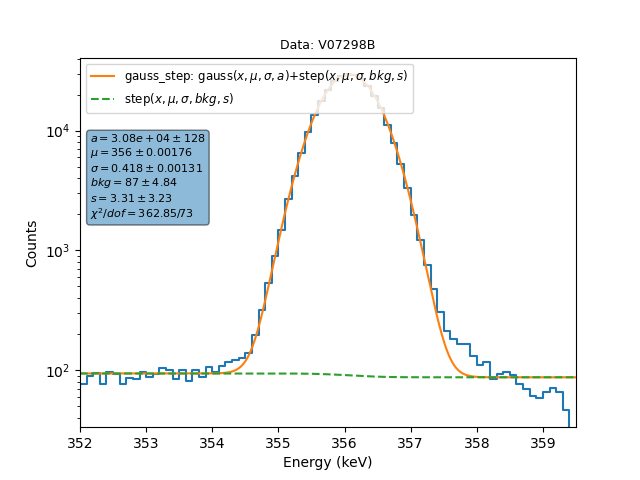 Data: V07298B
gauss_step: gauss(x, μ, σ, a)+step(x, μ, σ, bkg, s)
step(x, μ, σ, bkg, s)
a = 3.08e + 04 ± 128
μ = 356 ± 0.00176
σ = 0.418 ± 0.00131
bkg = 87 ± 4.84
s = 3.31 ± 3.23
χ²/dof = 362.85/73
10⁴
10³
10²
Counts
352 353 354 355 356 357 358 359
Energy (keV)